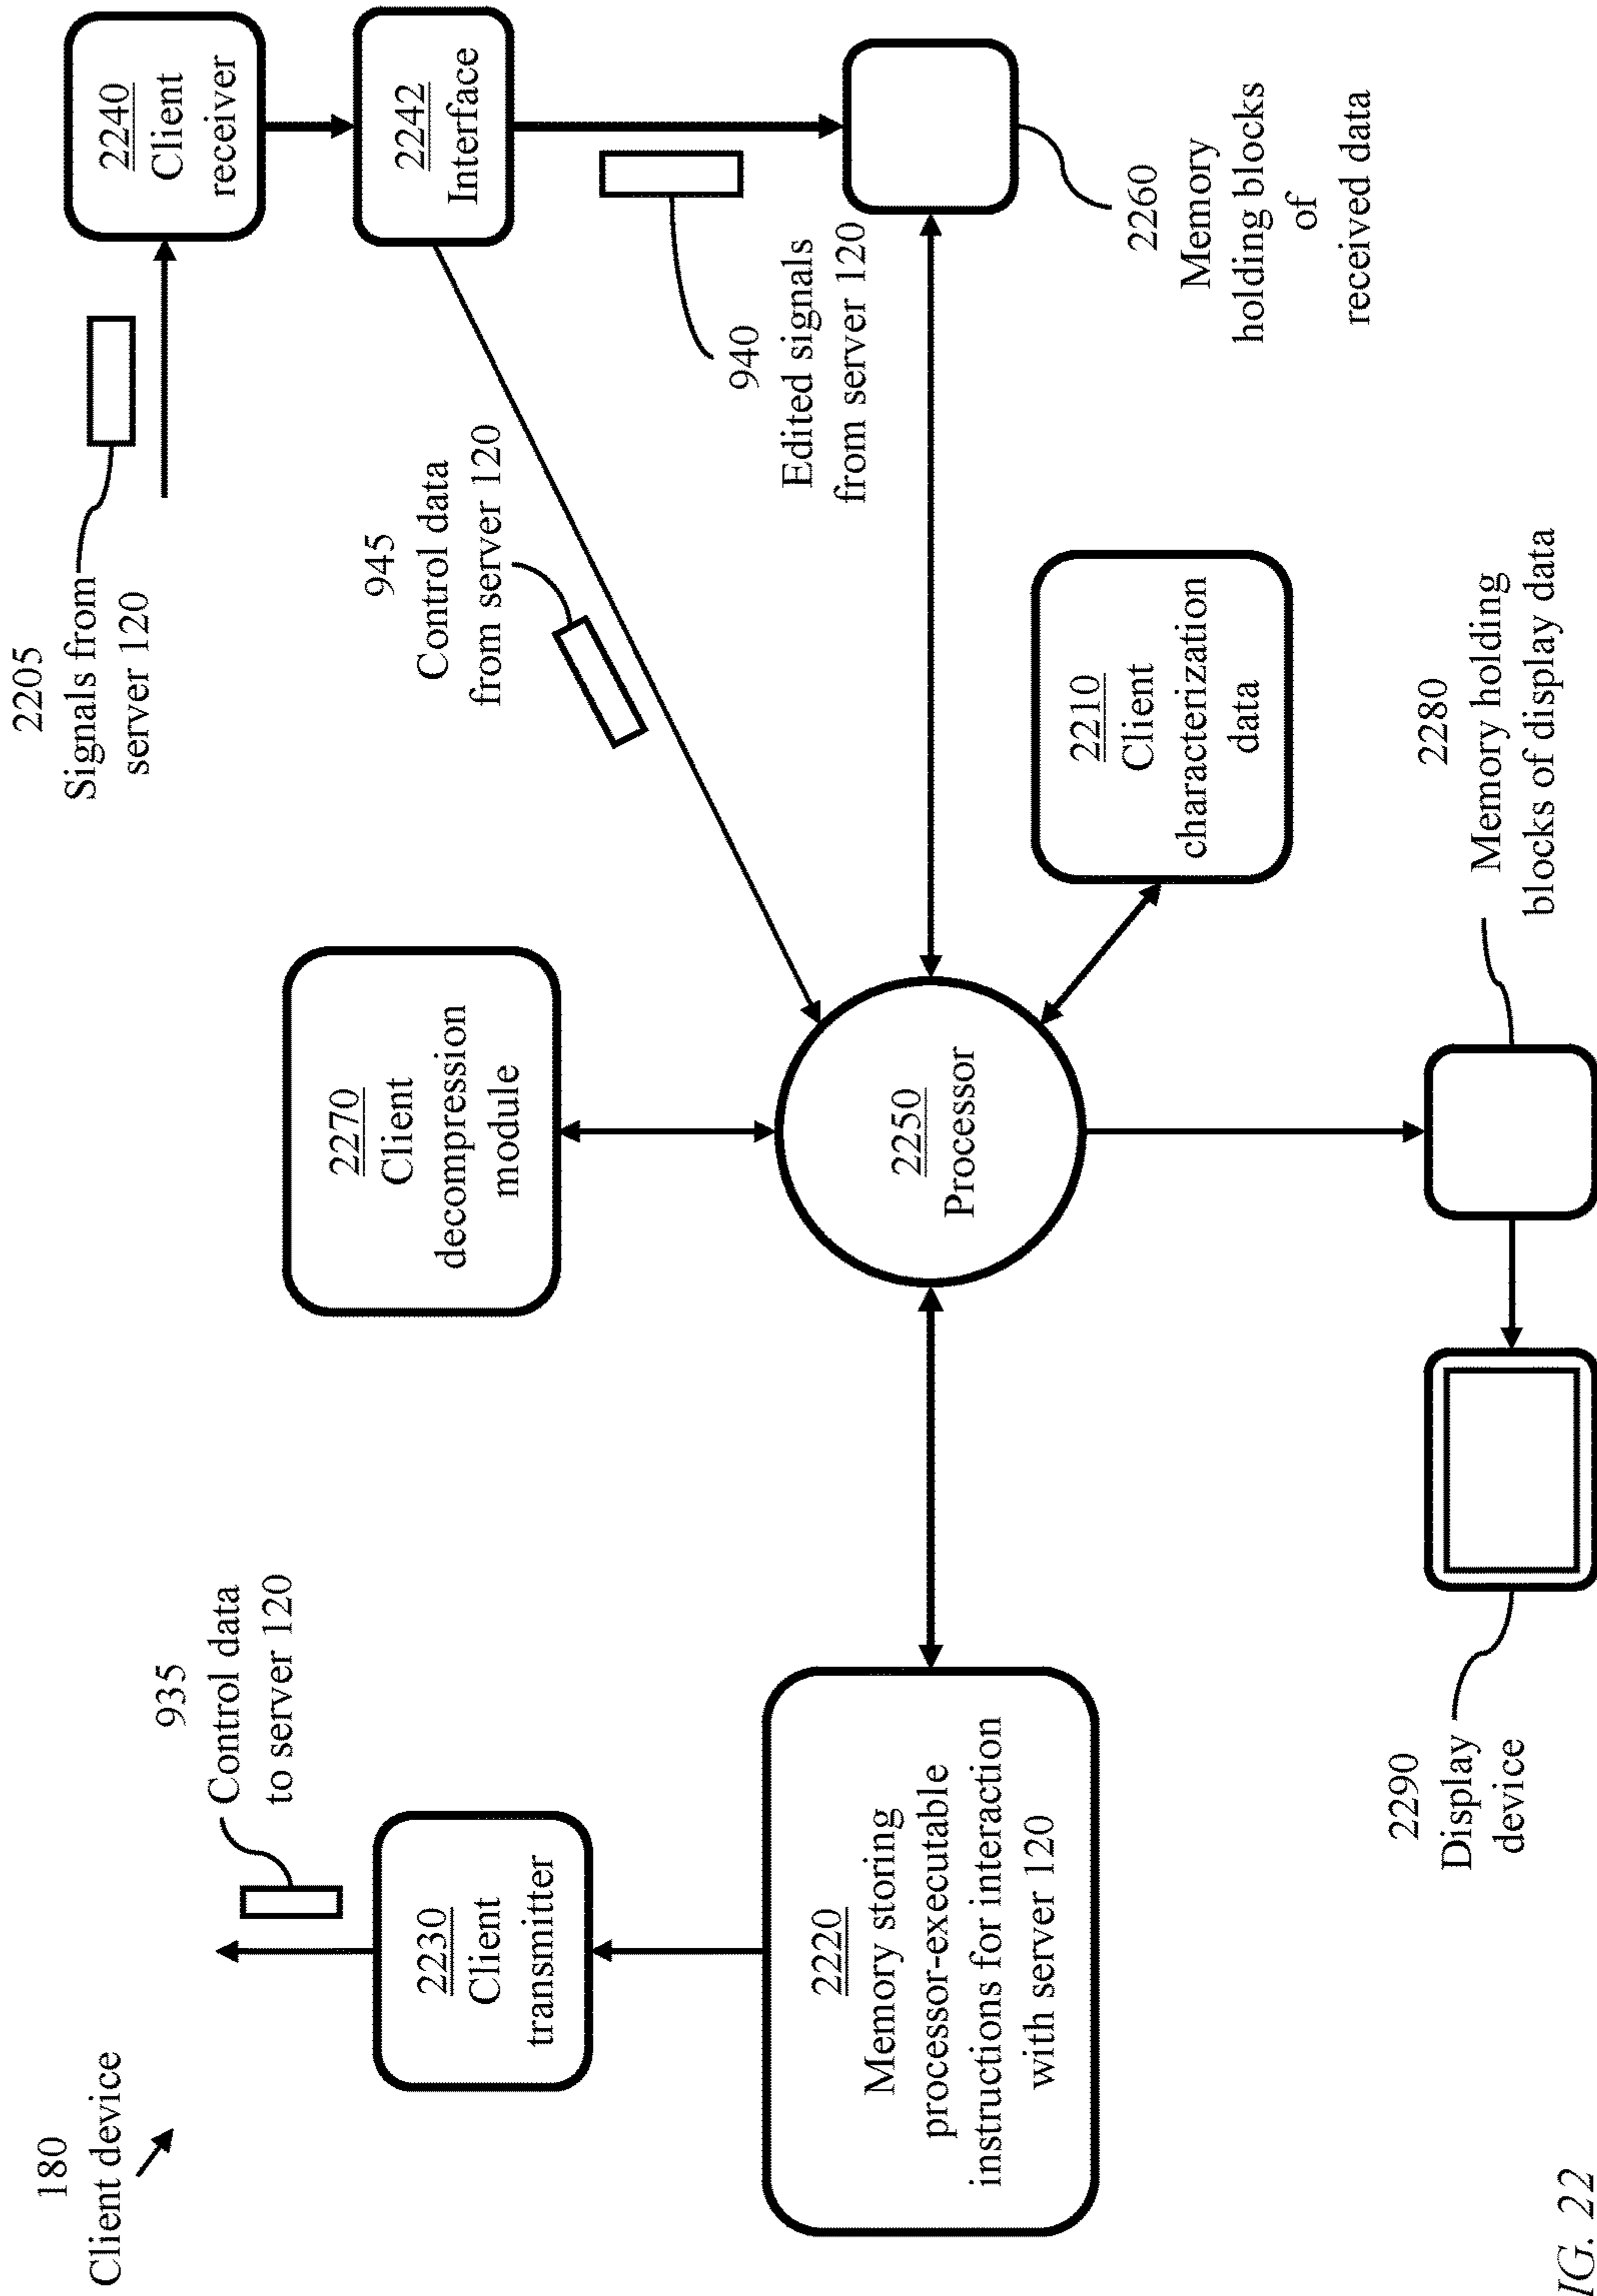 180
Client device
935
Control data
to server 120
2205
Signals from
server 120
2240
Client
receiver
2230
Client
transmitter
2270
Client
decompression
module
945
Control data
from server 120
2242
Interface
940
Edited signals
from server 120
2220
Memory storing
processor-executable
instructions for interaction
with server 120
2250
Processor
2210
Client
characterization
data
2260
Memory
holding blocks
of
received data
2290
Display
device
2280
Memory holding
blocks of display data
IG. 22